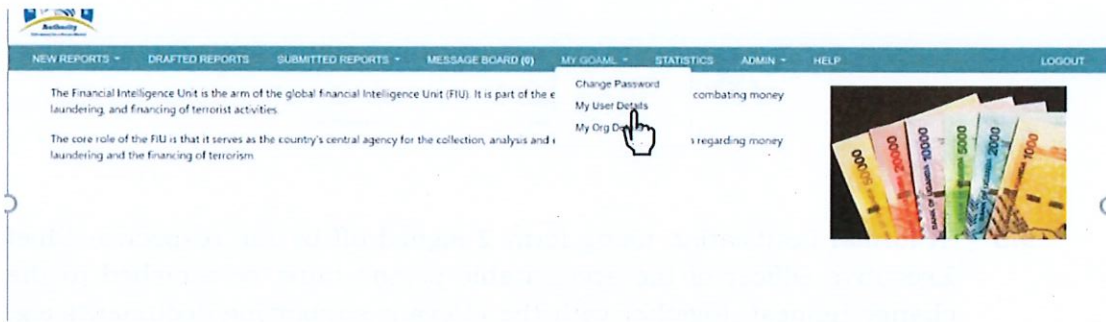 Authority
NEW REPORTS
DRAFTED REPORTS
SUBMITTED REPORTS
MESSAGE BOARD (0)
MY GOAML
STATISTICS
ADMIN
HELP
LOGOUT
Change Password
My User Details
My Org De
The Financial Intelligence Unit is the arm of the global financial Intelligence Unit (FIU). It is part of the e combating money
laundering, and financing of terrorist activities.
The core role of the FIU is that it serves as the country's central agency for the collection, analysis and regarding money
laundering and the financing of terrorism.
50000
20000
10000
5000
2000
1000
BANK OF UGANDA
BANK OF UGANDA